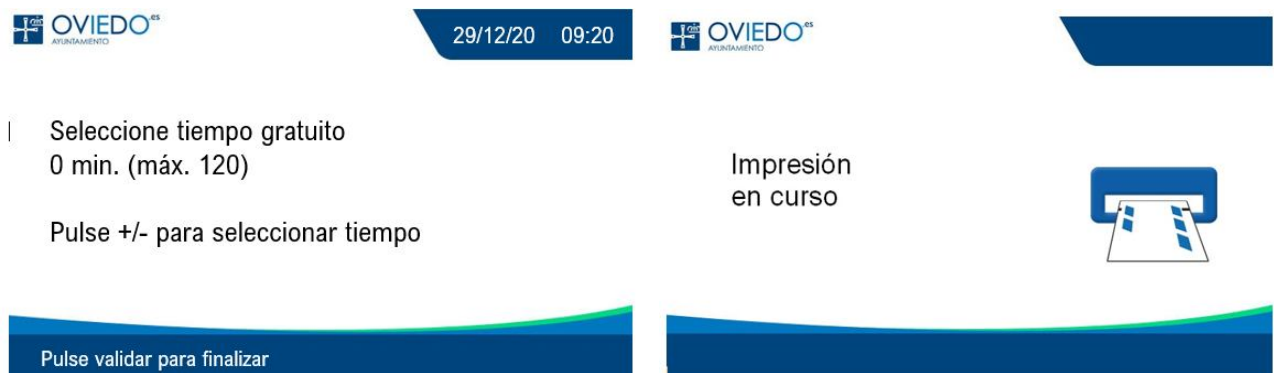 OVIEDO.es
AYUNTAMIENTO
29/12/20 09:20
Seleccione tiempo gratuito
0 min. (máx. 120)
Pulse +/- para seleccionar tiempo
Pulse validar para finalizar
OVIEDO.es
AYUNTAMIENTO
Impresión
en curso